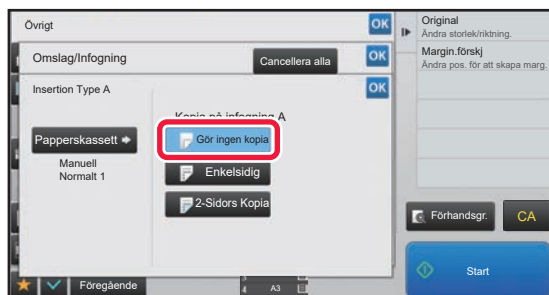 Övrigt
OK
Omslag/Infogning
Cancellera alla
OK
Insertion Type A
OK
Kopia på infogning A
Papperskassett
Manuell
Normalt 1
Gör ingen kopia
Enkelsidig
2-Sidors Kopia
Föregående
4 A3
Original
Ändra storlek/riktning.
Margin.förskj
Ändra pos. för att skapa marg.
Förhandsgr.
CA
Start